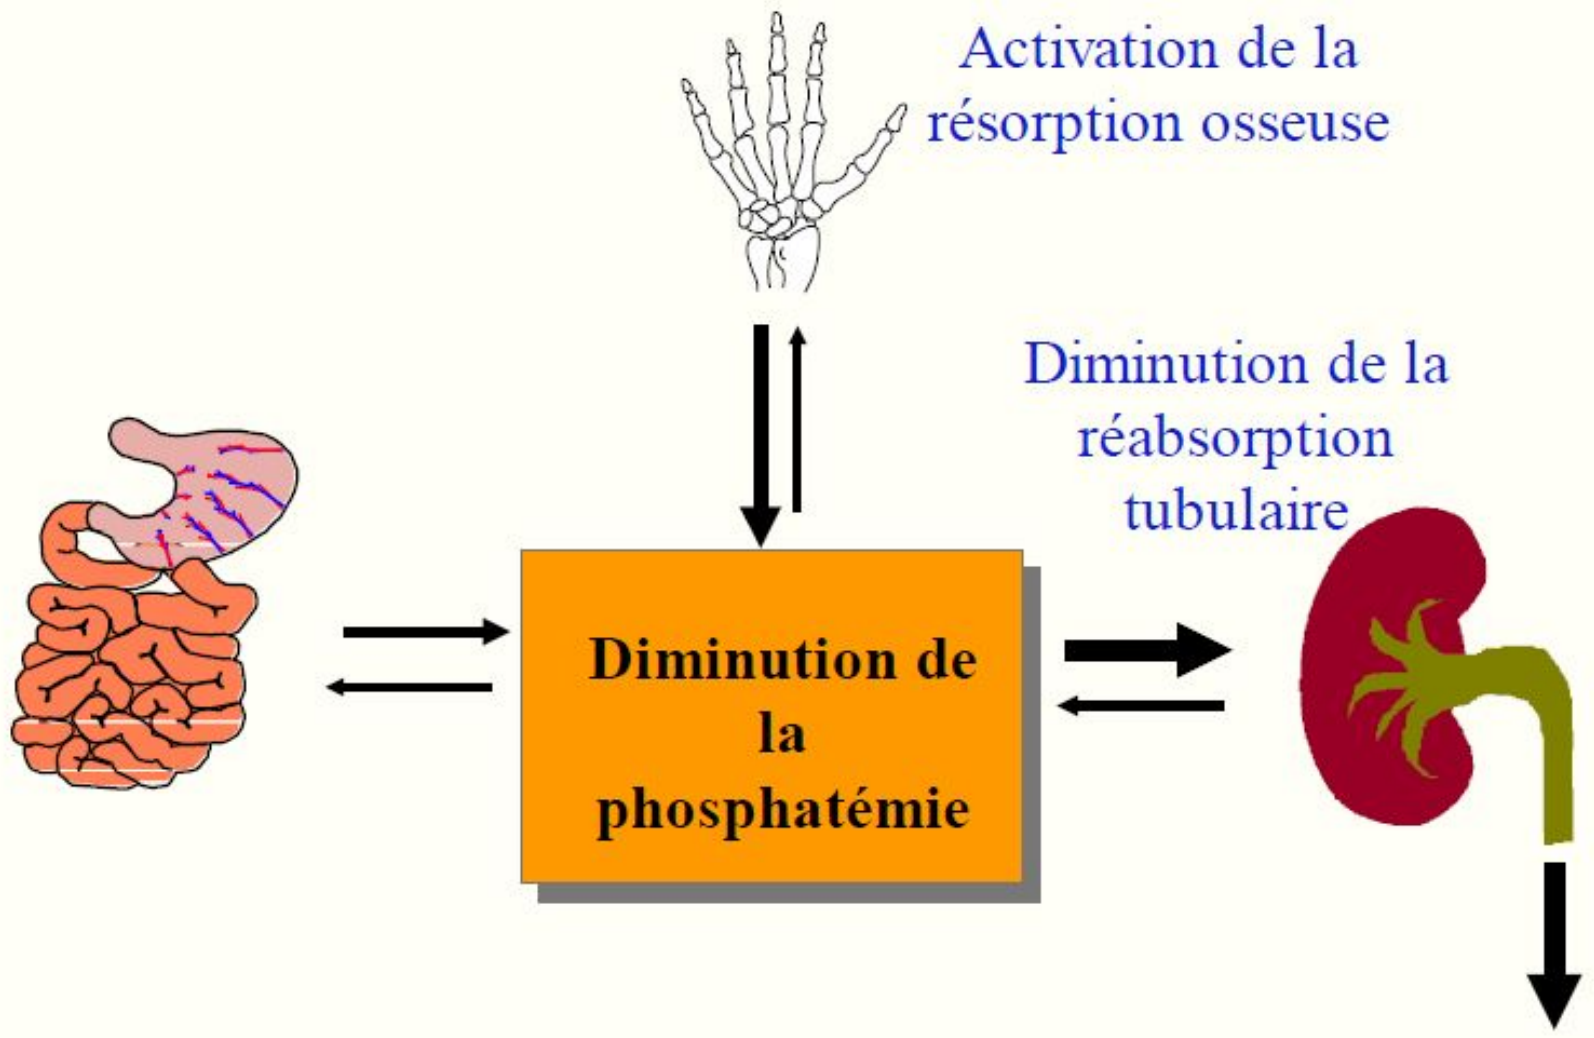 Activation de la
résorption osseuse
Diminution de la
réabsorption
tubulaire
Diminution de
la
phosphatémie